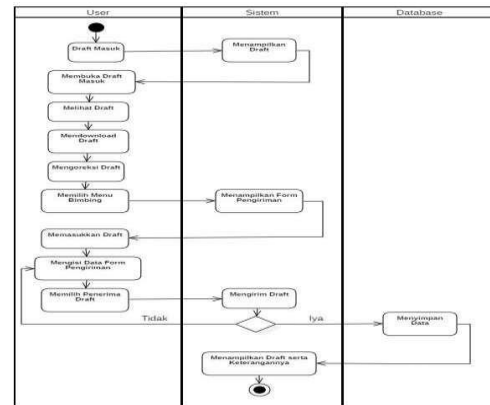 User
Sistem
Database
Draft Masuk
Menampilkan
Draft
Membuka Draft
Masuk
Melihat Draft
Mendownload
Draft
Mengoreksi Draft
Memilih Menu
Bimbing
Menampilkan Form
Pengiriman
Memasukkan Draft
Mengisi Data Form
Pengiriman
Memilih Penerima
Draft
Mengirim Draft
Tidak
Iya
Menyimpan
Data
Menampilkan Draft serta
Keterangannya